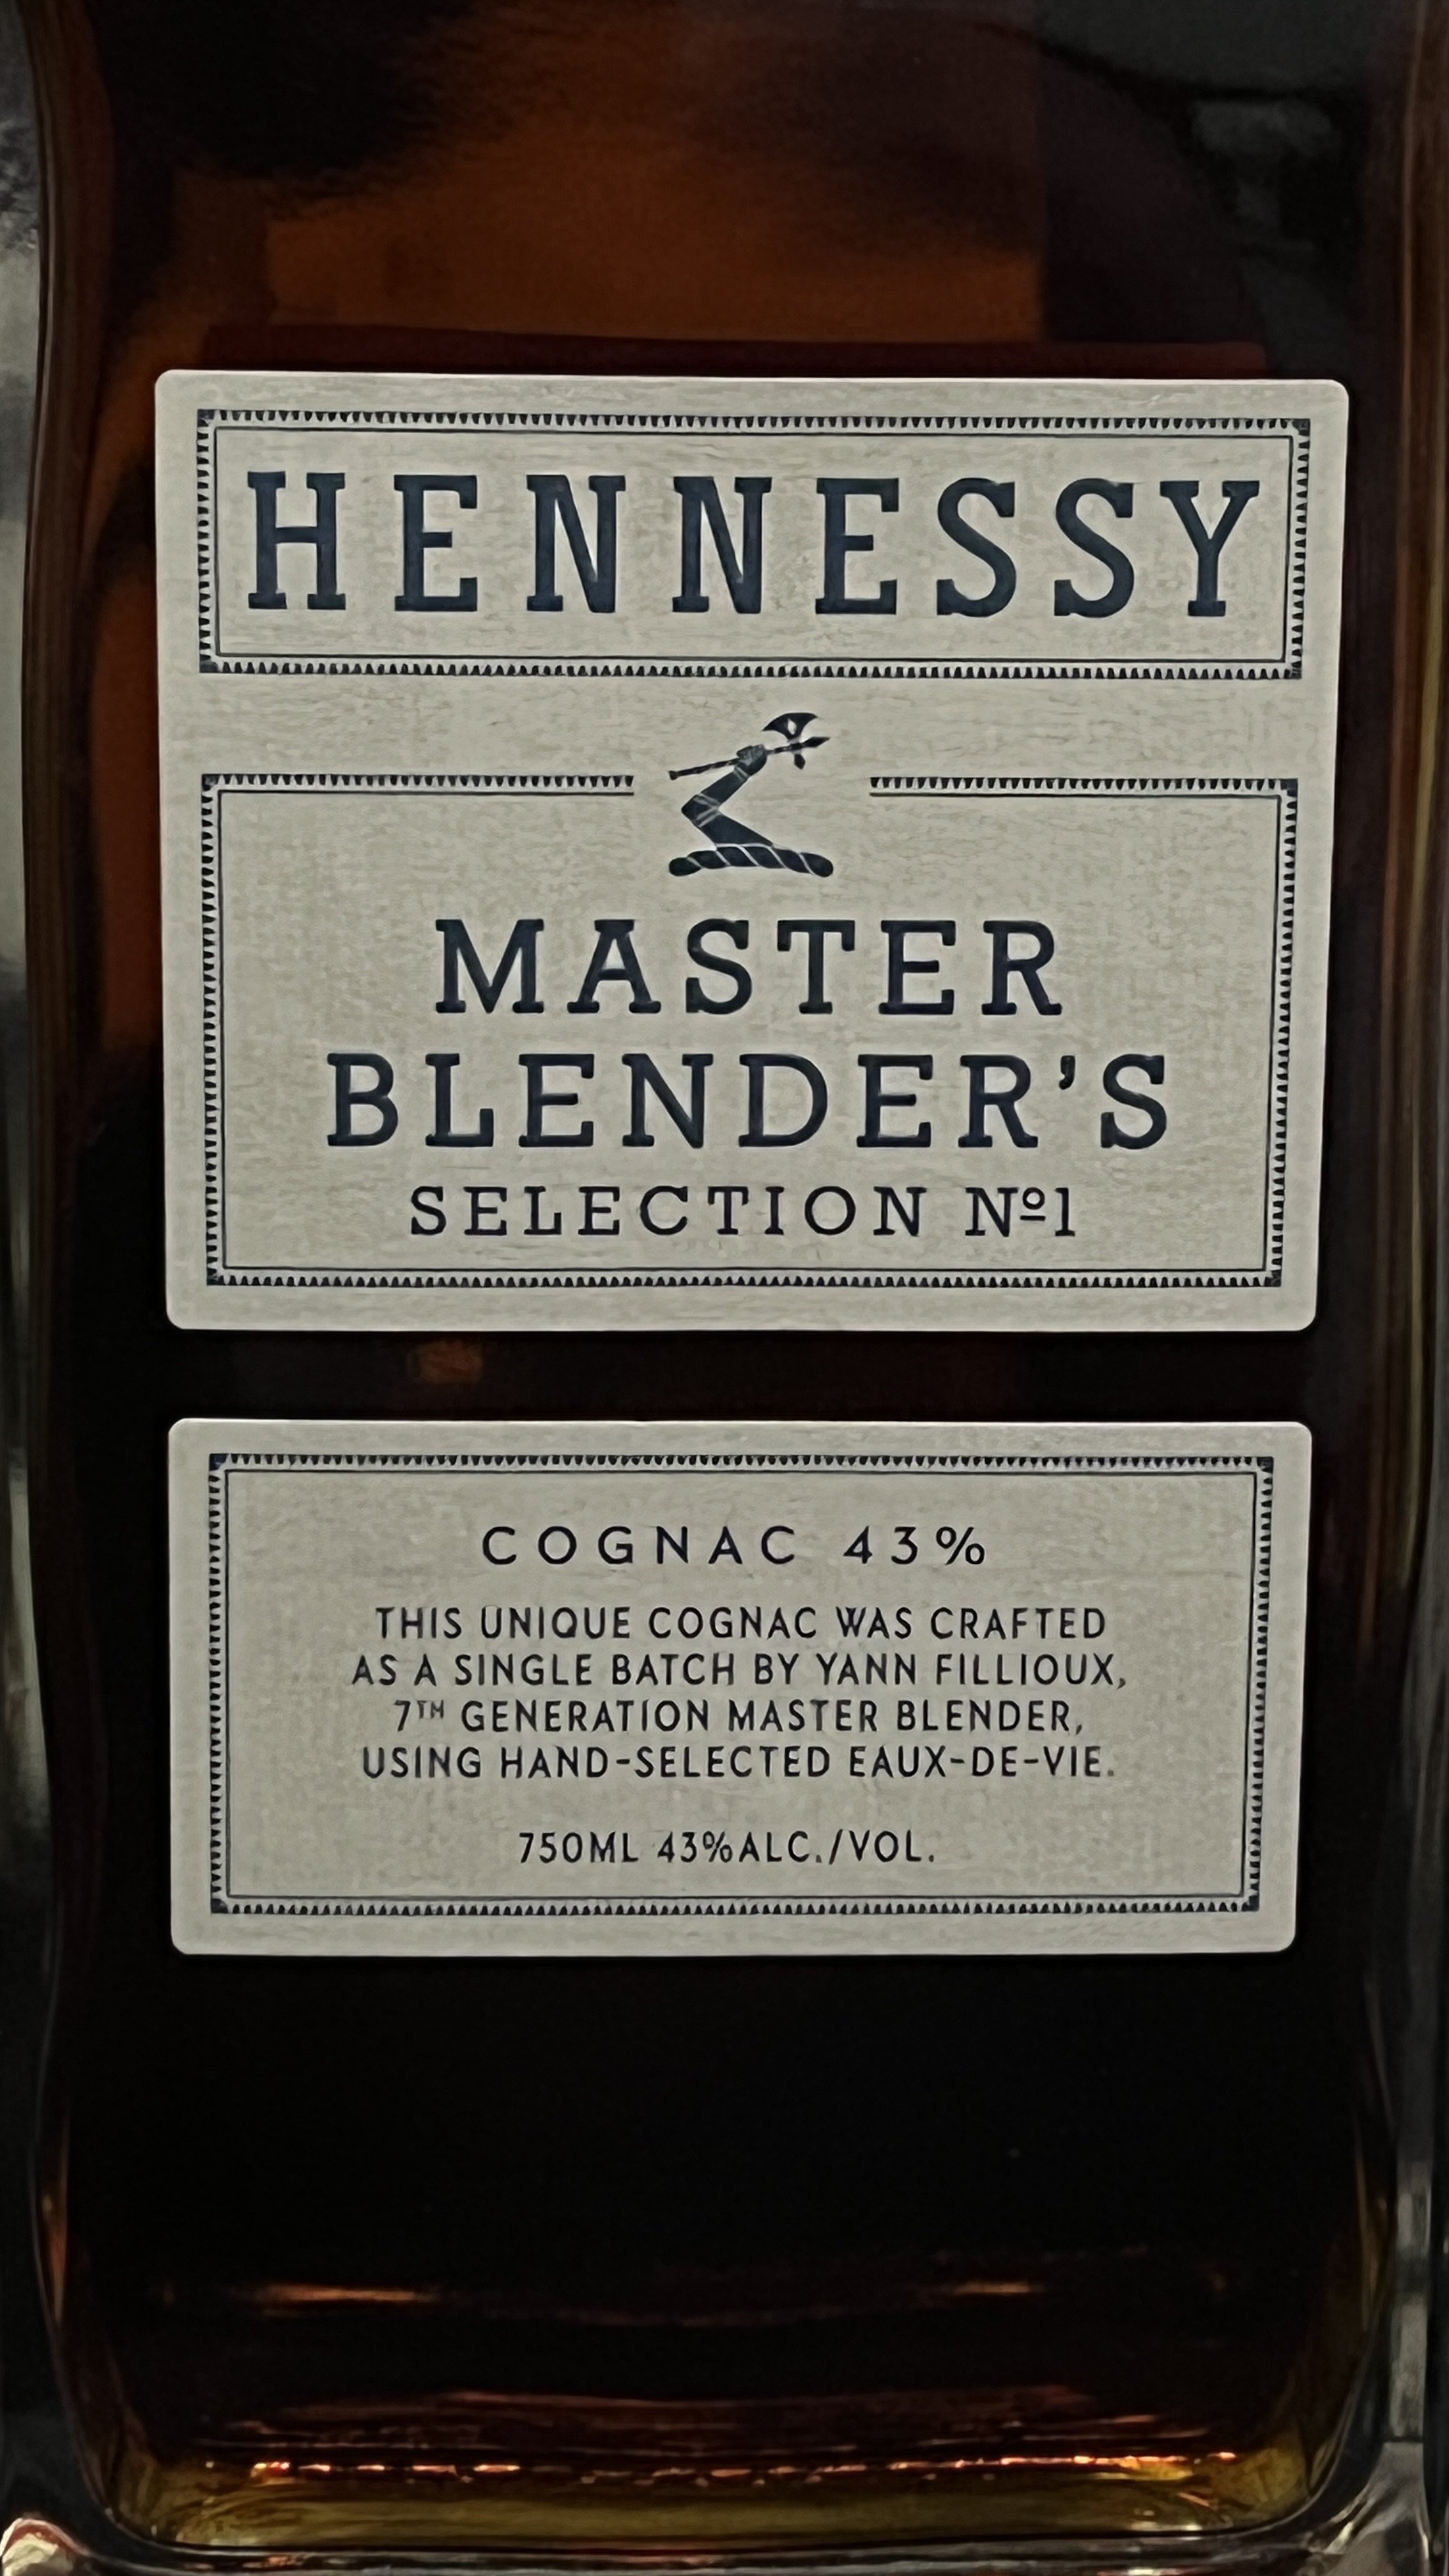 HENNESSY
MASTER
BLENDER'S
SELECTION Nº1
COGNAC 43%
THIS UNIQUE COGNAC WAS CRAFTED
AS A SINGLE BATCH BY YANN FILLIOUX,
7TH GENERATION MASTER BLENDER,
USING HAND-SELECTED EAUX-DE-VIE.
750ML 43%ALC./VOL.